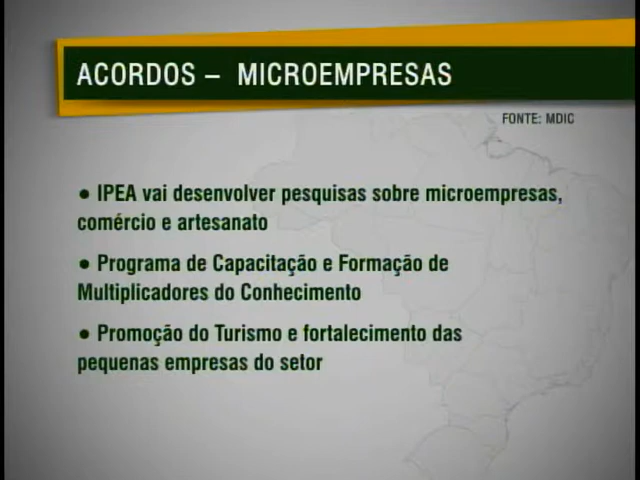 ACORDOS – MICROEMPRESAS
FONTE: MDIC
● IPEA vai desenvolver pesquisas sobre microempresas,
comércio e artesanato
● Programa de Capacitação e Formação de
Multiplicadores do Conhecimento
● Promoção do Turismo e fortalecimento das
pequenas empresas do setor